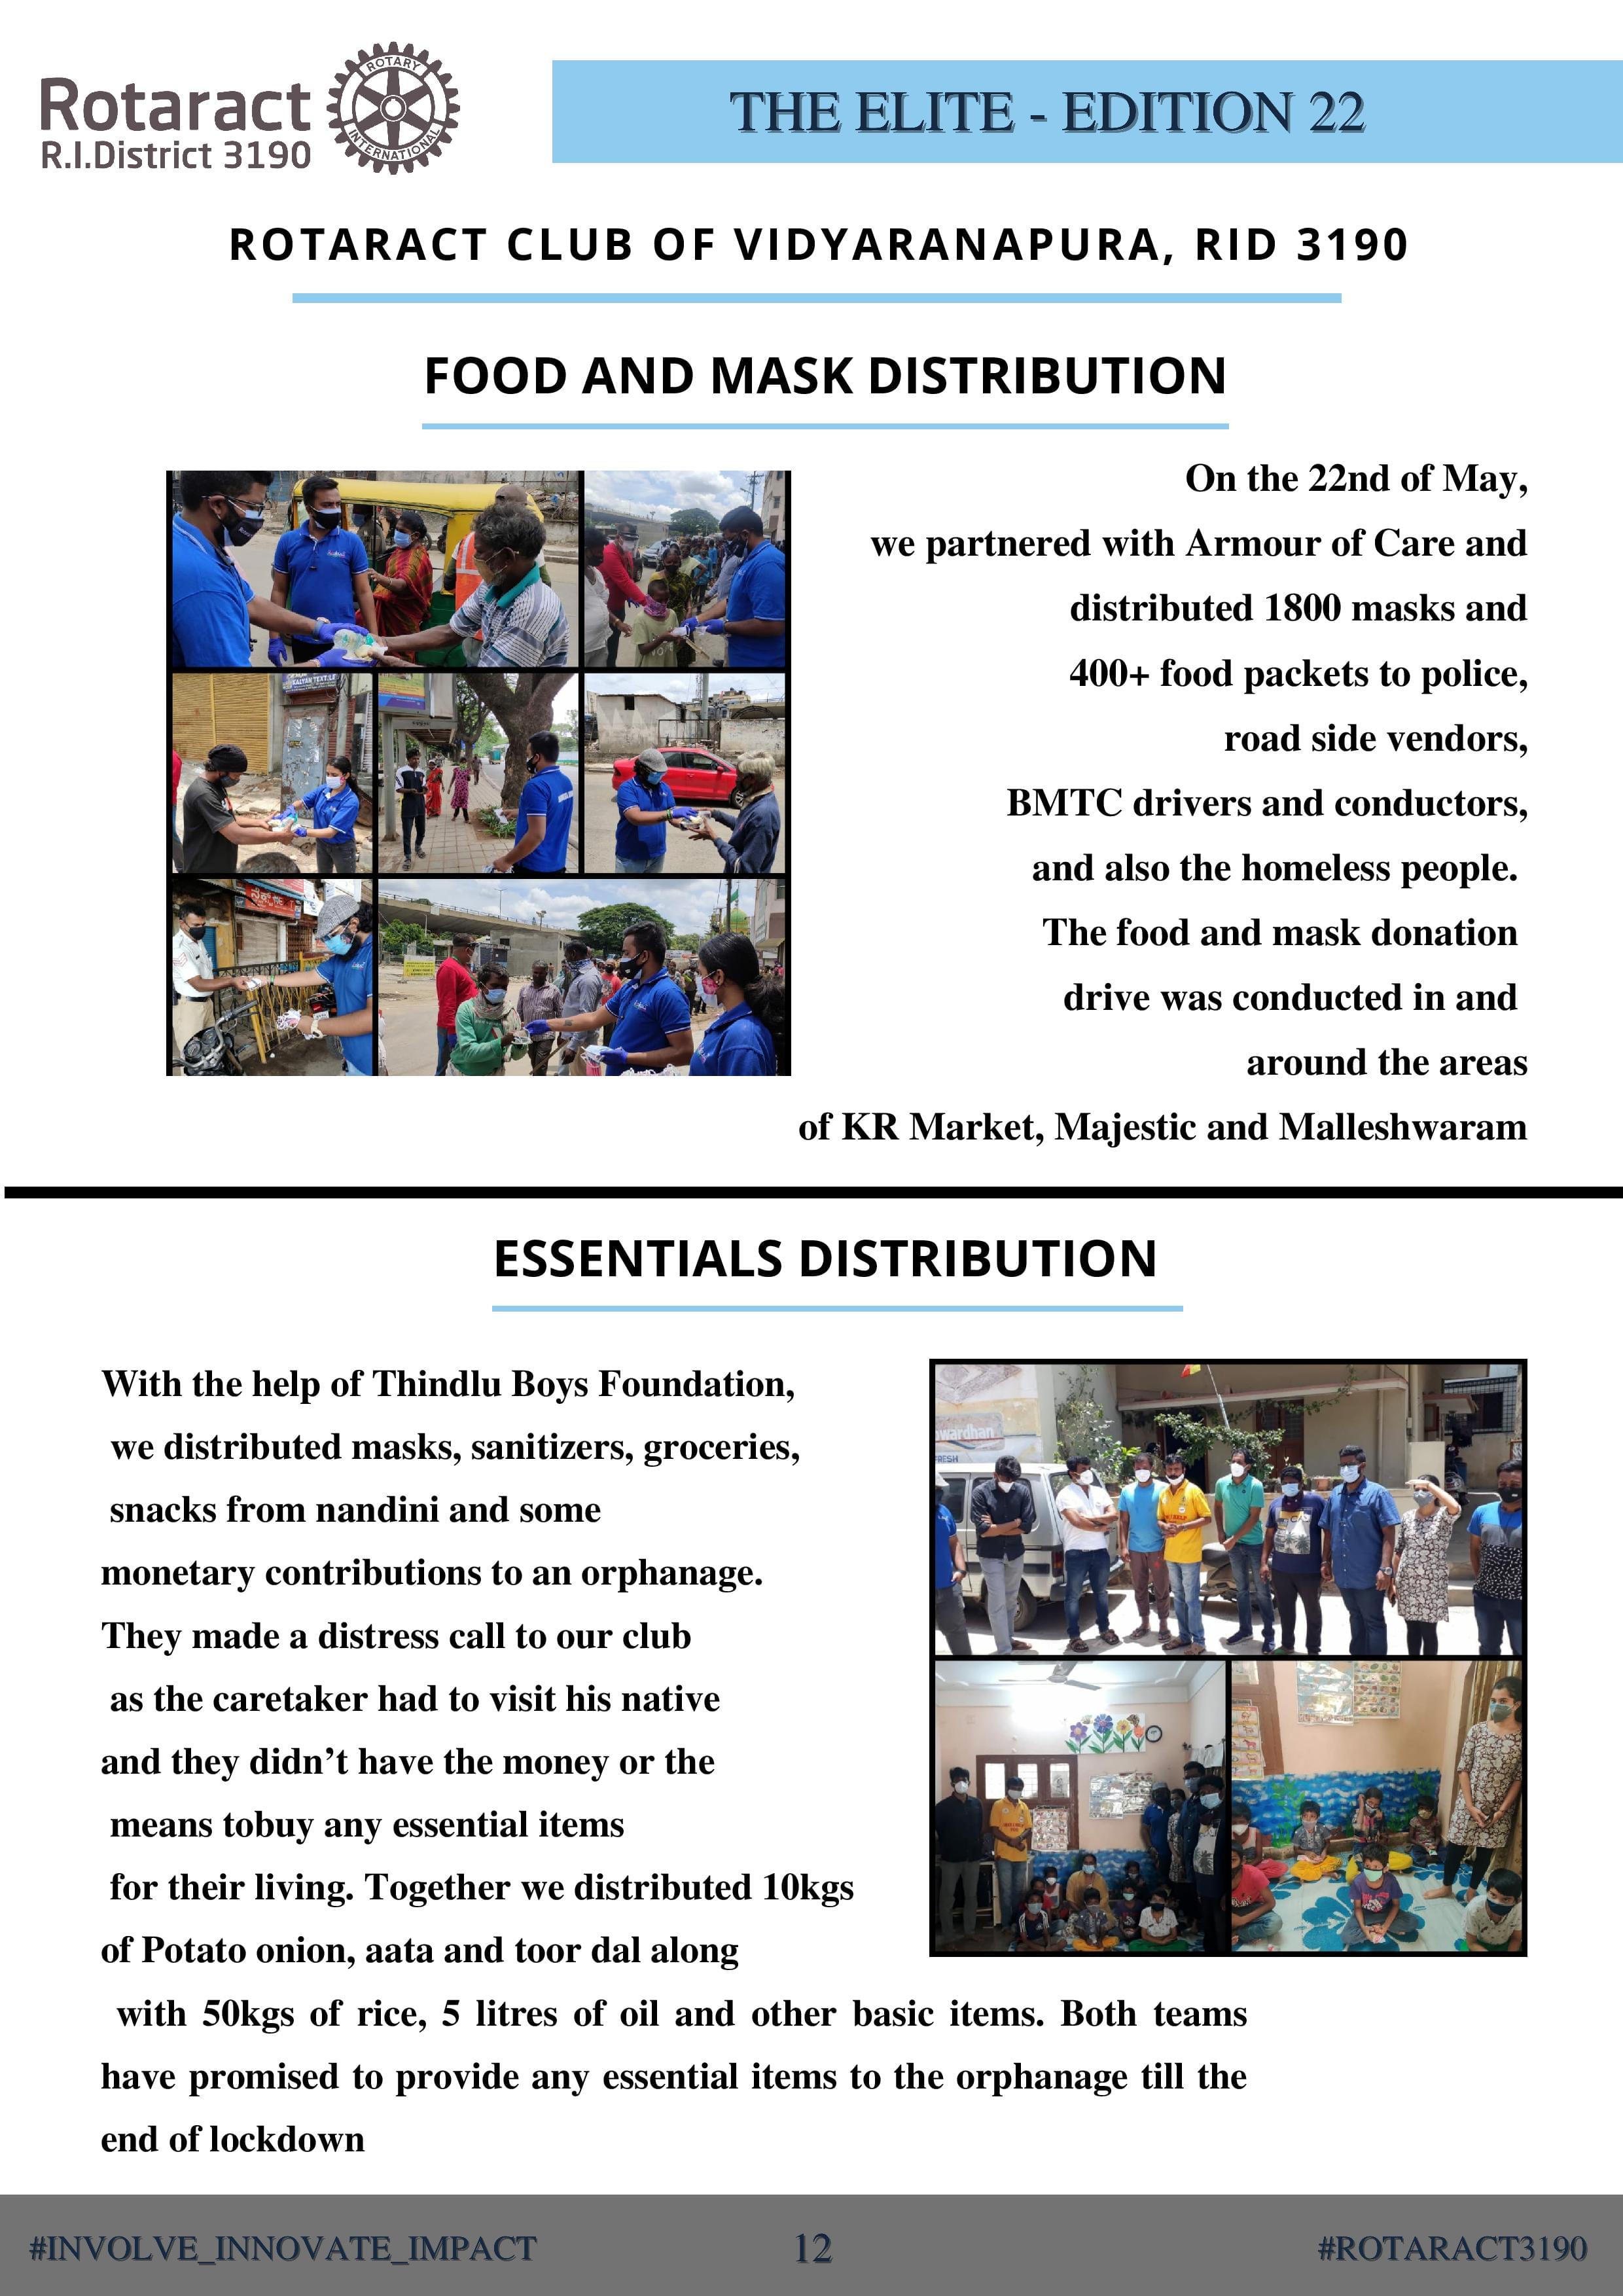 Rotaract
R.I.District 3190
ROTARY
INTERNATIONAL
THE ELITE - EDITION 22
ROTARACT CLUB OF VIDYARANAPURA, RID 3190
FOOD AND MASK DISTRIBUTION
On the 22nd of May,
we partnered with Armour of Care and
distributed 1800 masks and
400+ food packets to police,
road side vendors,
BMTC drivers and conductors,
and also the homeless people.
The food and mask donation
drive was conducted in and
around the areas
of KR Market, Majestic and Malleshwaram
ESSENTIALS DISTRIBUTION
With the help of Thindlu Boys Foundation,
we distributed masks, sanitizers, groceries,
snacks from nandini and some
monetary contributions to an orphanage.
They made a distress call to our club
as the caretaker had to visit his native
and they didn’t have the money or the
means tobuy any essential items
for their living. Together we distributed 10kgs
of Potato onion, aata and toor dal along
with 50kgs of rice, 5 litres of oil and other basic items. Both teams
have promised to provide any essential items to the orphanage till the
end of lockdown
#INVOLVE_INNOVATE_IMPACT
12
#ROTARACT3190